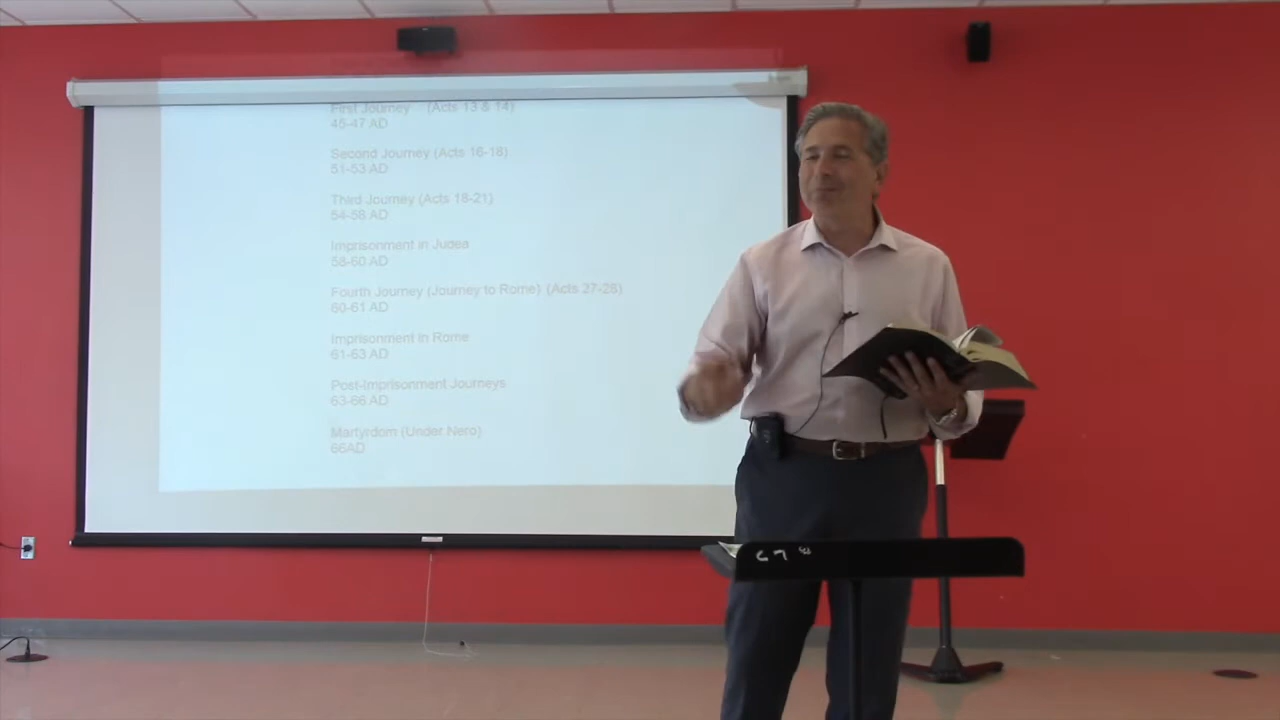 First Journey (Acts 13 & 14)
45-47 AD
Second Journey (Acts 16-18)
51-53 AD
Third Journey (Acts 18-21)
54-58 AD
Imprisonment in Judea
58-60 AD
Fourth Journey (Journey to Rome) (Acts 27-28)
60-61 AD
Imprisonment in Rome
61-63 AD
Post-Imprisonment Journeys
63-66 AD
Martyrdom (Under Nero)
66AD